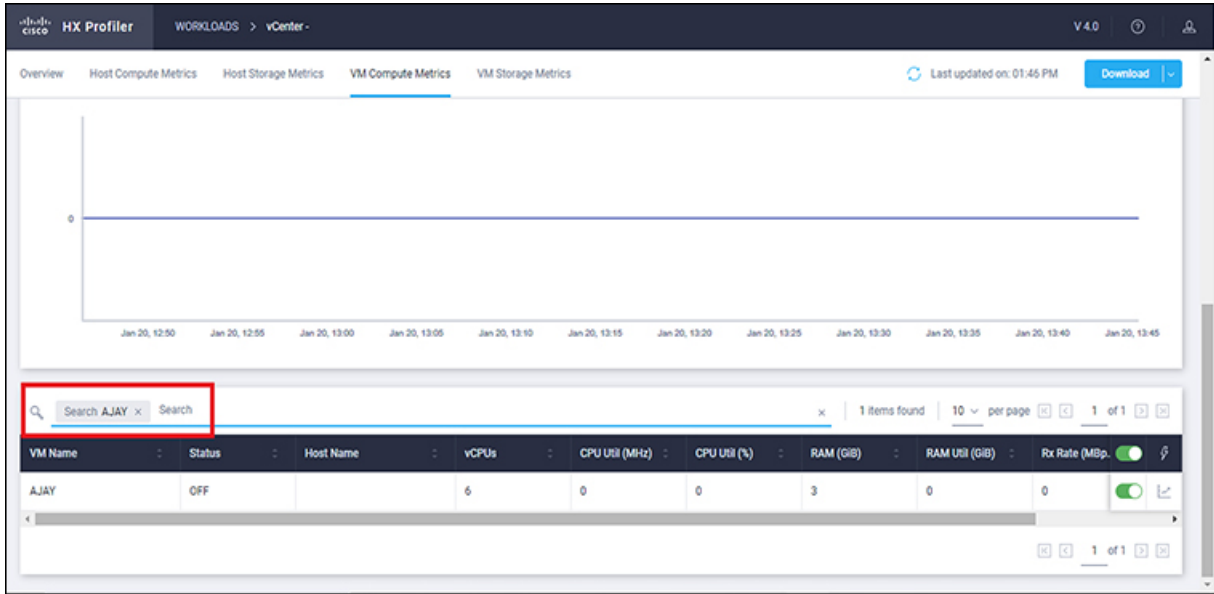 cisco HX Profiler WORKLOADS > vCenter - V 4.0
Overview Host Compute Metrics Host Storage Metrics VM Compute Metrics VM Storage Metrics Last updated on: 01:46 PM Download
0
Jan 20, 12:50 Jan 20, 12:55 Jan 20, 13:00 Jan 20, 13:05 Jan 20, 13:10 Jan 20, 13:15 Jan 20, 13:20 Jan 20, 13:25 Jan 20, 13:30 Jan 20, 13:35 Jan 20, 13:40 Jan 20, 13:45
Search AJAY × Search × 1 items found 10 per page 1 of 1
VM Name Status Host Name vCPUs CPU Util (MHz) CPU Util (%) RAM (GiB) RAM Util (GiB) Rx Rate (MBp.
AJAY OFF 6 0 0 3 0 0
1 of 1